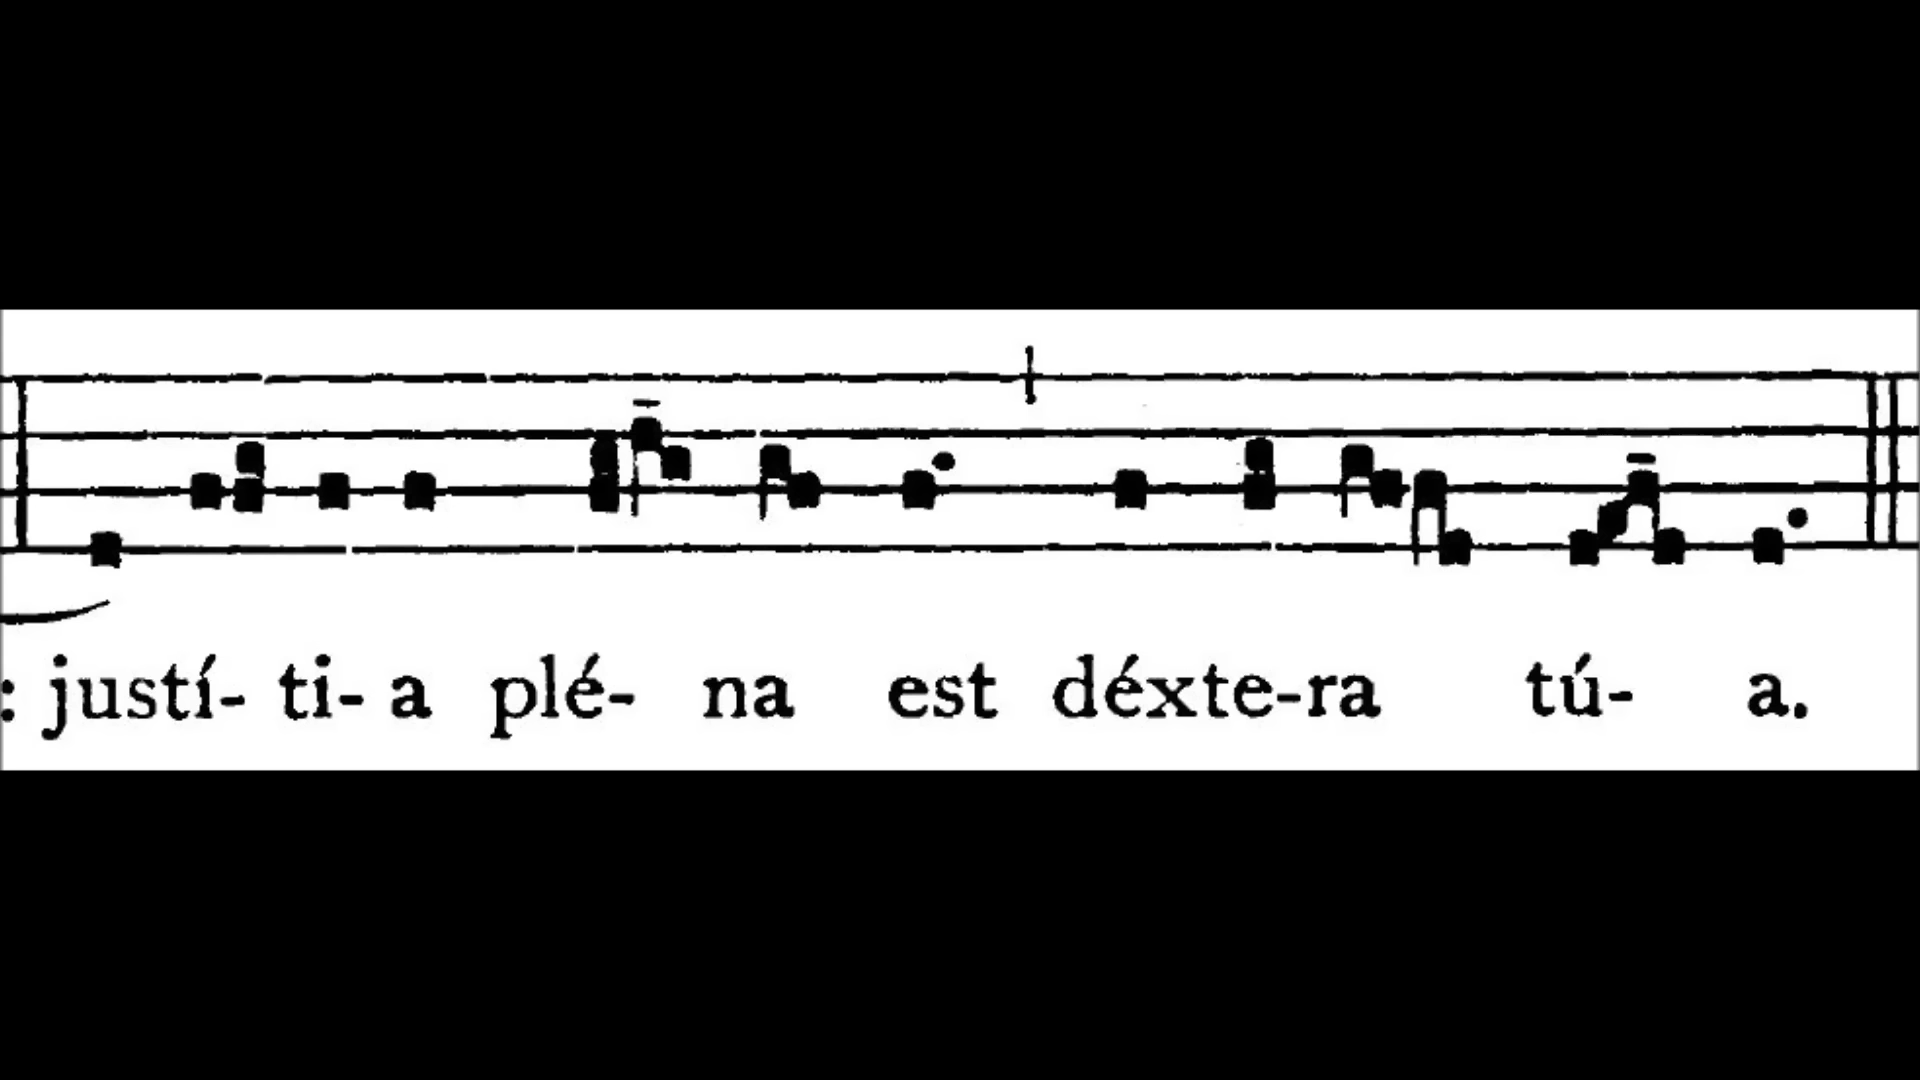 : justí- ti- a plé- na est déxte-ra tú- a.